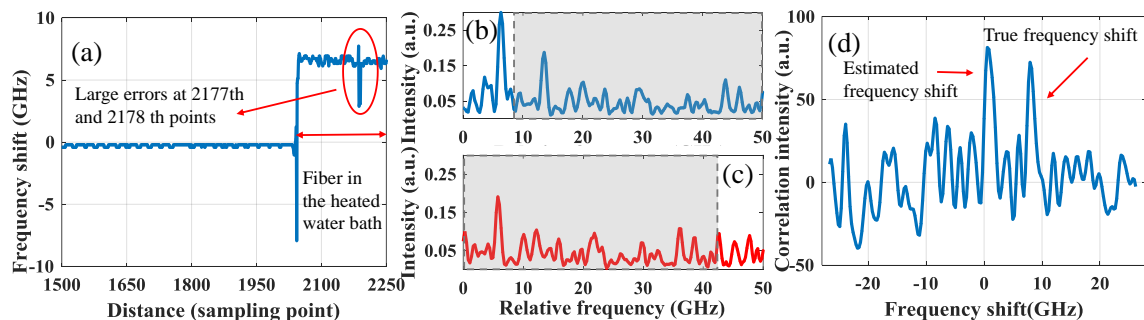 (a)
Frequency shift (GHz)
10
5
0
-5
-10
Large errors at 2177th
and 2178 th points
Fiber in
the heated
water bath
1500
1650
1800
1950
2100
2250
Distance (sampling point)
(b)
Intensity (a.u.)
0.25
0.15
0.05
0
10
20
30
40
50
(c)
Intensity (a.u.)
0.25
0.15
0.05
0
10
20
30
40
50
Relative frequency (GHz)
(d)
Correlation intensity (a.u.)
100
50
0
-50
Estimated
frequency shift
True frequency shift
-20
-10
0
10
20
Frequency shift(GHz)